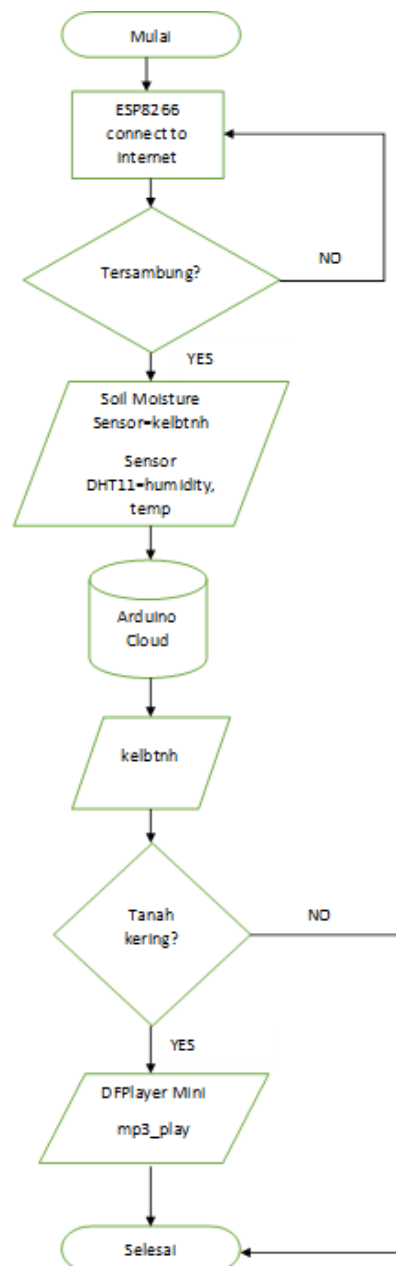 Mulai
ESP8266
connect to
Internet
Tersambung?
NO
YES
Soil Moisture
Sensor=kelbtnh
Sensor
DHT11=humidity,
temp
Arduino
Cloud
kelbtnh
Tanah
kering?
NO
YES
DFPlayer Mini
mp3_play
Selesai